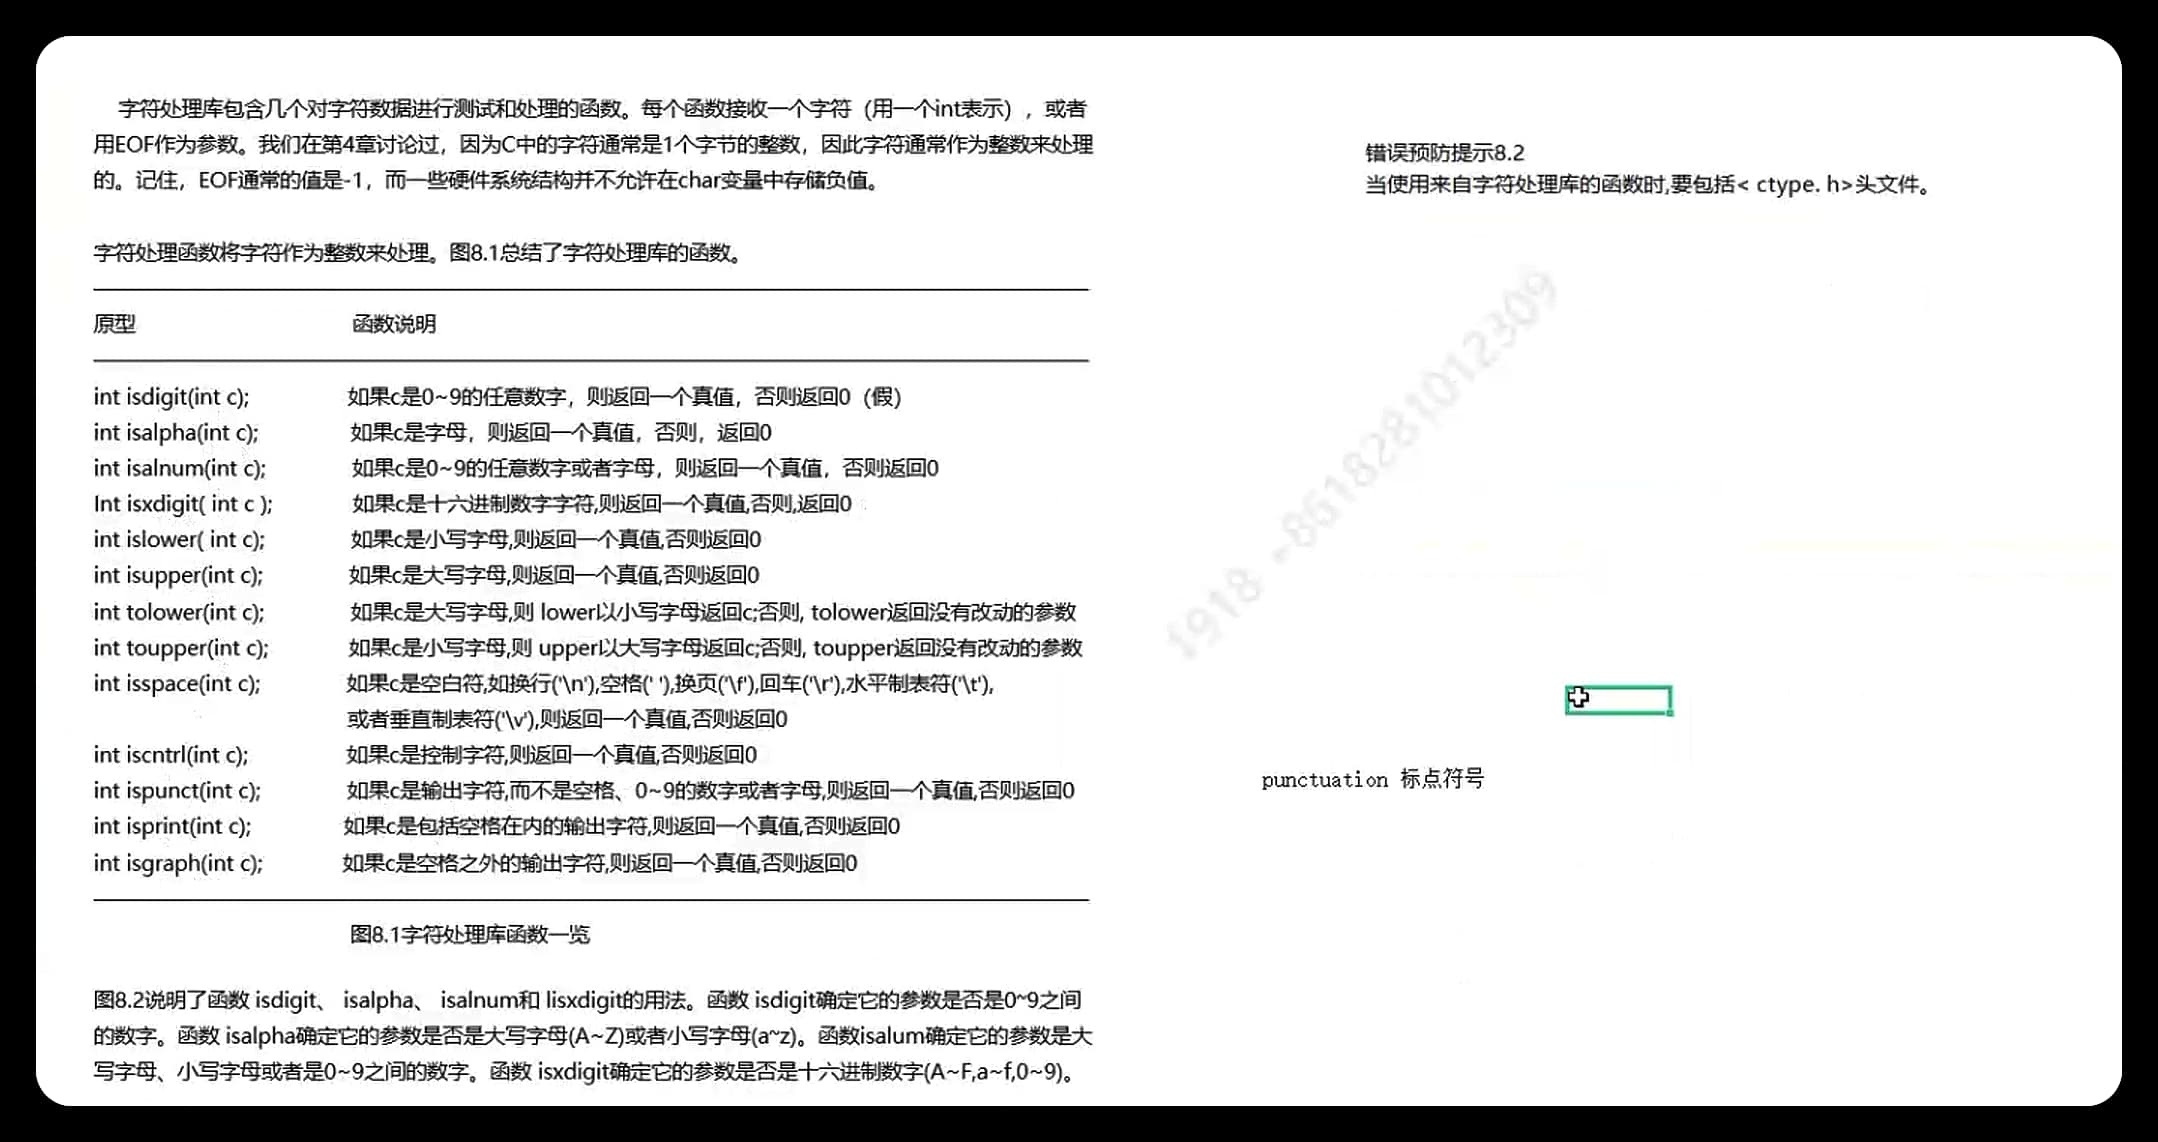 字符处理库包含几个对字符数据进行测试和处理的函数。每个函数接收一个字符（用一个int表示），或者
用EOF作为参数。我们在第4章讨论过，因为C中的字符通常是1个字节的整数，因此字符通常作为整数来处理
的。记住，EOF通常的值是-1，而一些硬件系统结构并不允许在char变量中存储负值。
字符处理函数将字符作为整数来处理。图8.1总结了字符处理库的函数。
原型 函数说明
int isdigit(int c); 如果c是0~9的任意数字，则返回一个真值，否则返回0（假）
int isalpha(int c); 如果c是字母，则返回一个真值，否则，返回0
int isalnum(int c); 如果c是0~9的任意数字或者字母，则返回一个真值，否则返回0
Int isxdigit( int c ); 如果c是十六进制数字字符,则返回一个真值,否则,返回0
int islower( int c); 如果c是小写字母,则返回一个真值,否则返回0
int isupper(int c); 如果c是大写字母,则返回一个真值,否则返回0
int tolower(int c); 如果c是大写字母,则 lower以小写字母返回c;否则, tolower返回没有改动的参数
int toupper(int c); 如果c是小写字母,则 upper以大写字母返回c;否则, toupper返回没有改动的参数
int isspace(int c); 如果c是空白符,如换行('\n'),空格(' '),换页('\f'),回车('\r'),水平制表符('\t'),
或者垂直制表符('\v'),则返回一个真值,否则返回0
int iscntrl(int c); 如果c是控制字符,则返回一个真值,否则返回0
int ispunct(int c); 如果c是输出字符,而不是空格、0~9的数字或者字母,则返回一个真值,否则返回0
int isprint(int c); 如果c是包括空格在内的输出字符,则返回一个真值,否则返回0
int isgraph(int c); 如果c是空格之外的输出字符,则返回一个真值,否则返回0
图8.1字符处理库函数一览
图8.2说明了函数 isdigit、 isalpha、 isalnum和 lisxdigit的用法。函数 isdigit确定它的参数是否是0~9之间
的数字。函数 isalpha确定它的参数是否是大写字母(A~Z)或者小写字母(a~z)。函数isalum确定它的参数是大
写字母、小写字母或者是0~9之间的数字。函数 isxdigit确定它的参数是否是十六进制数字(A~F,a~f,0~9)。
错误预防提示8.2
当使用来自字符处理库的函数时,要包括< ctype. h>头文件。
1918 -8618281012309
punctuation 标点符号